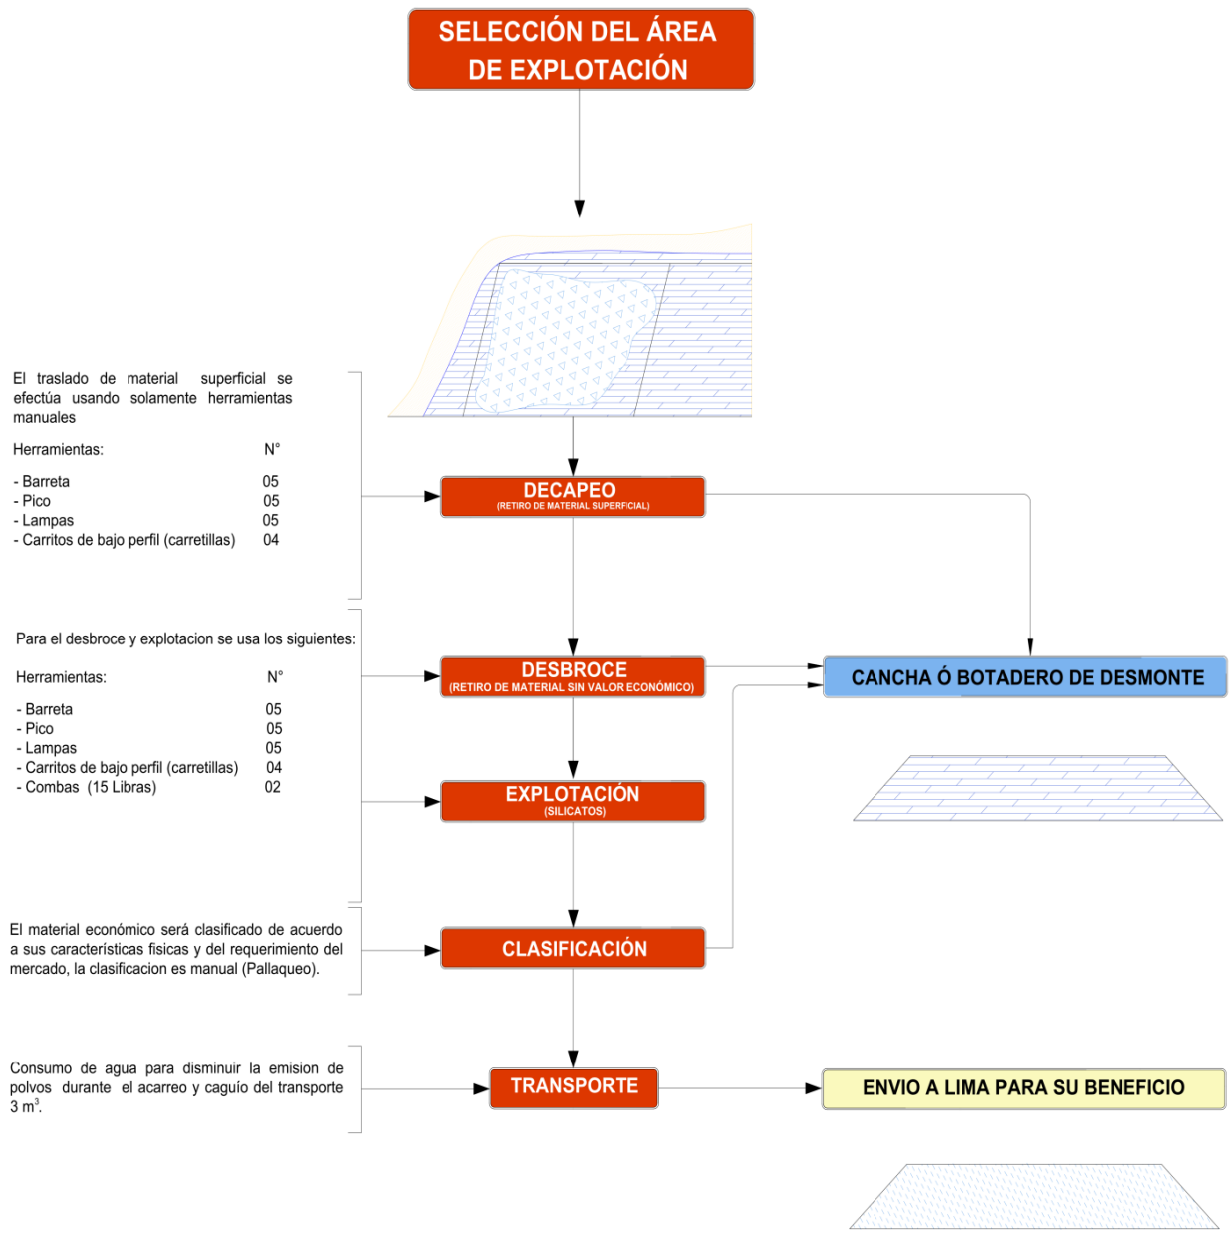 SELECCIÓN DEL ÁREA
DE EXPLOTACIÓN
El traslado de material superficial se
efectúa usando solamente herramientas
manuales
Herramientas: N°
- Barreta 05
- Pico 05
- Lampas 05
- Carritos de bajo perfil (carretillas) 04
DECAPEO
(RETIRO DE MATERIAL SUPERFICIAL)
Para el desbroce y explotacion se usa los siguientes:
Herramientas: N°
- Barreta 05
- Pico 05
- Lampas 05
- Carritos de bajo perfil (carretillas) 04
- Combas (15 Libras) 02
DESBROCE
(RETIRO DE MATERIAL SIN VALOR ECONÓMICO)
CANCHA Ó BOTADERO DE DESMONTE
EXPLOTACIÓN
(SILICATOS)
El material económico será clasificado de acuerdo
a sus características fisicas y del requerimiento del
mercado, la clasificacion es manual (Pallaqueo).
CLASIFICACIÓN
Consumo de agua para disminuir la emision de
polvos durante el acarreo y caguío del transporte
3 m³.
TRANSPORTE
ENVIO A LIMA PARA SU BENEFICIO